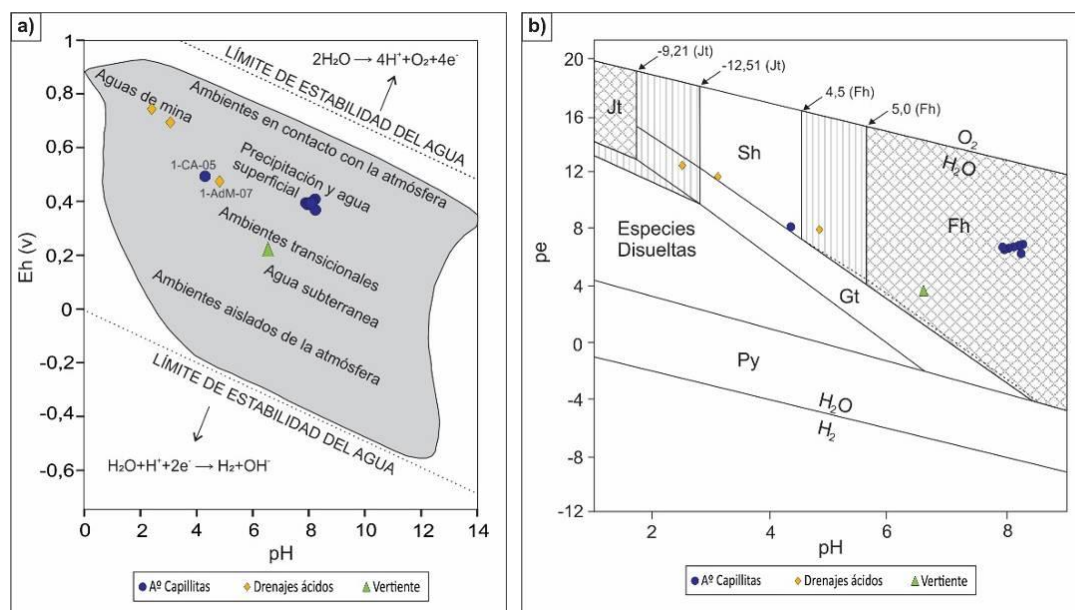 a)
1
0,8
0,6
0,4
0,2
0
-0,2
-0,4
-0,6
Eh (v)
0
2
4
6
8
10
12
14
pH
2H₂O → 4H⁺+O₂+4e⁻
LÍMITE DE ESTABILIDAD DEL AGUA
Aguas de mina
Ambientes en contacto con la atmósfera
Precipitación y agua
superficial
1-CA-05
1-AdM-07
Ambientes transicionales
Agua subterranea
Ambientes aislados de la atmósfera
LÍMITE DE ESTABILIDAD DEL AGUA
H₂O+H⁺+2e⁻ → H₂+OH⁻
Aº Capillitas
Drenajes ácidos
Vertiente
b)
20
16
12
8
4
0
-4
-8
-12
pe
2
4
6
8
pH
-9,21 (Jt)
-12,51 (Jt)
4,5 (Fh)
5,0 (Fh)
Jt
Sh
O₂
H₂O
Fh
Especies
Disueltas
Gt
Py
H₂O
H₂
Aº Capillitas
Drenajes ácidos
Vertiente